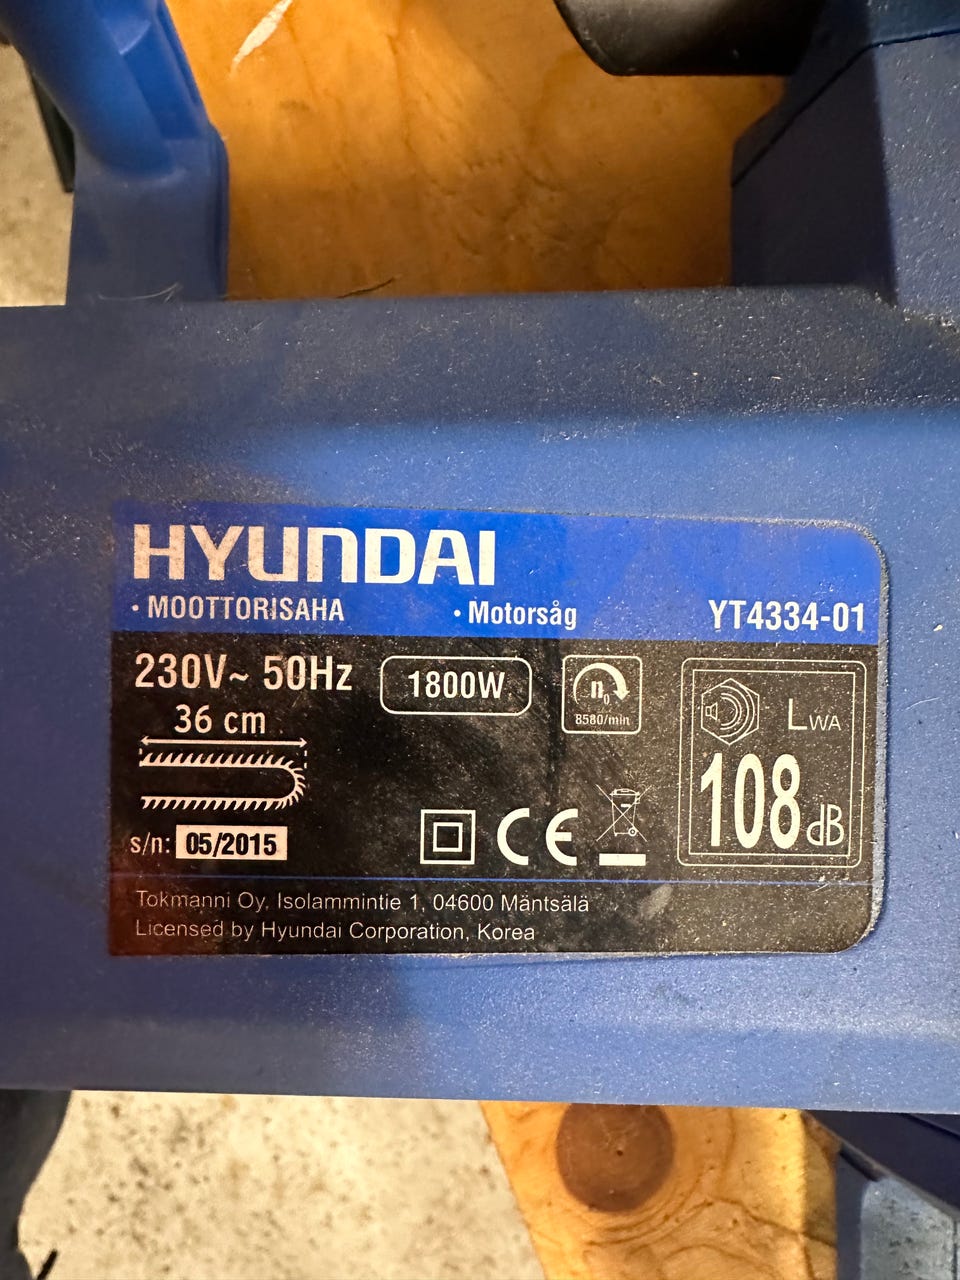 HYUNDAI
• MOOTTORISAHA • Motorsåg YT4334-01
230V~ 50Hz 1800W n₀ 8580/min
36 cm
LWA
108 dB
s/n: 05/2015 CE
Tokmanni Oy, Isolammintie 1, 04600 Mäntsälä
Licensed by Hyundai Corporation, Korea